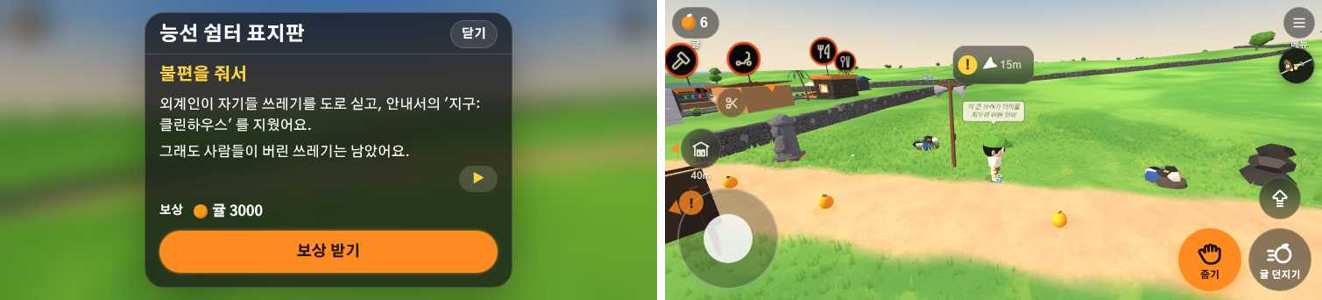 능선 쉼터 표지판
닫기
불편을 줘서
외계인이 자기들 쓰레기를 도로 싣고, 안내서의 '지구:
클린하우스' 를 지웠어요.
그래도 사람들이 버린 쓰레기는 남았어요.
보상 귤 3000
보상 받기
6
귤
메뉴
! 15m
40m
!
줍기
귤 던지기